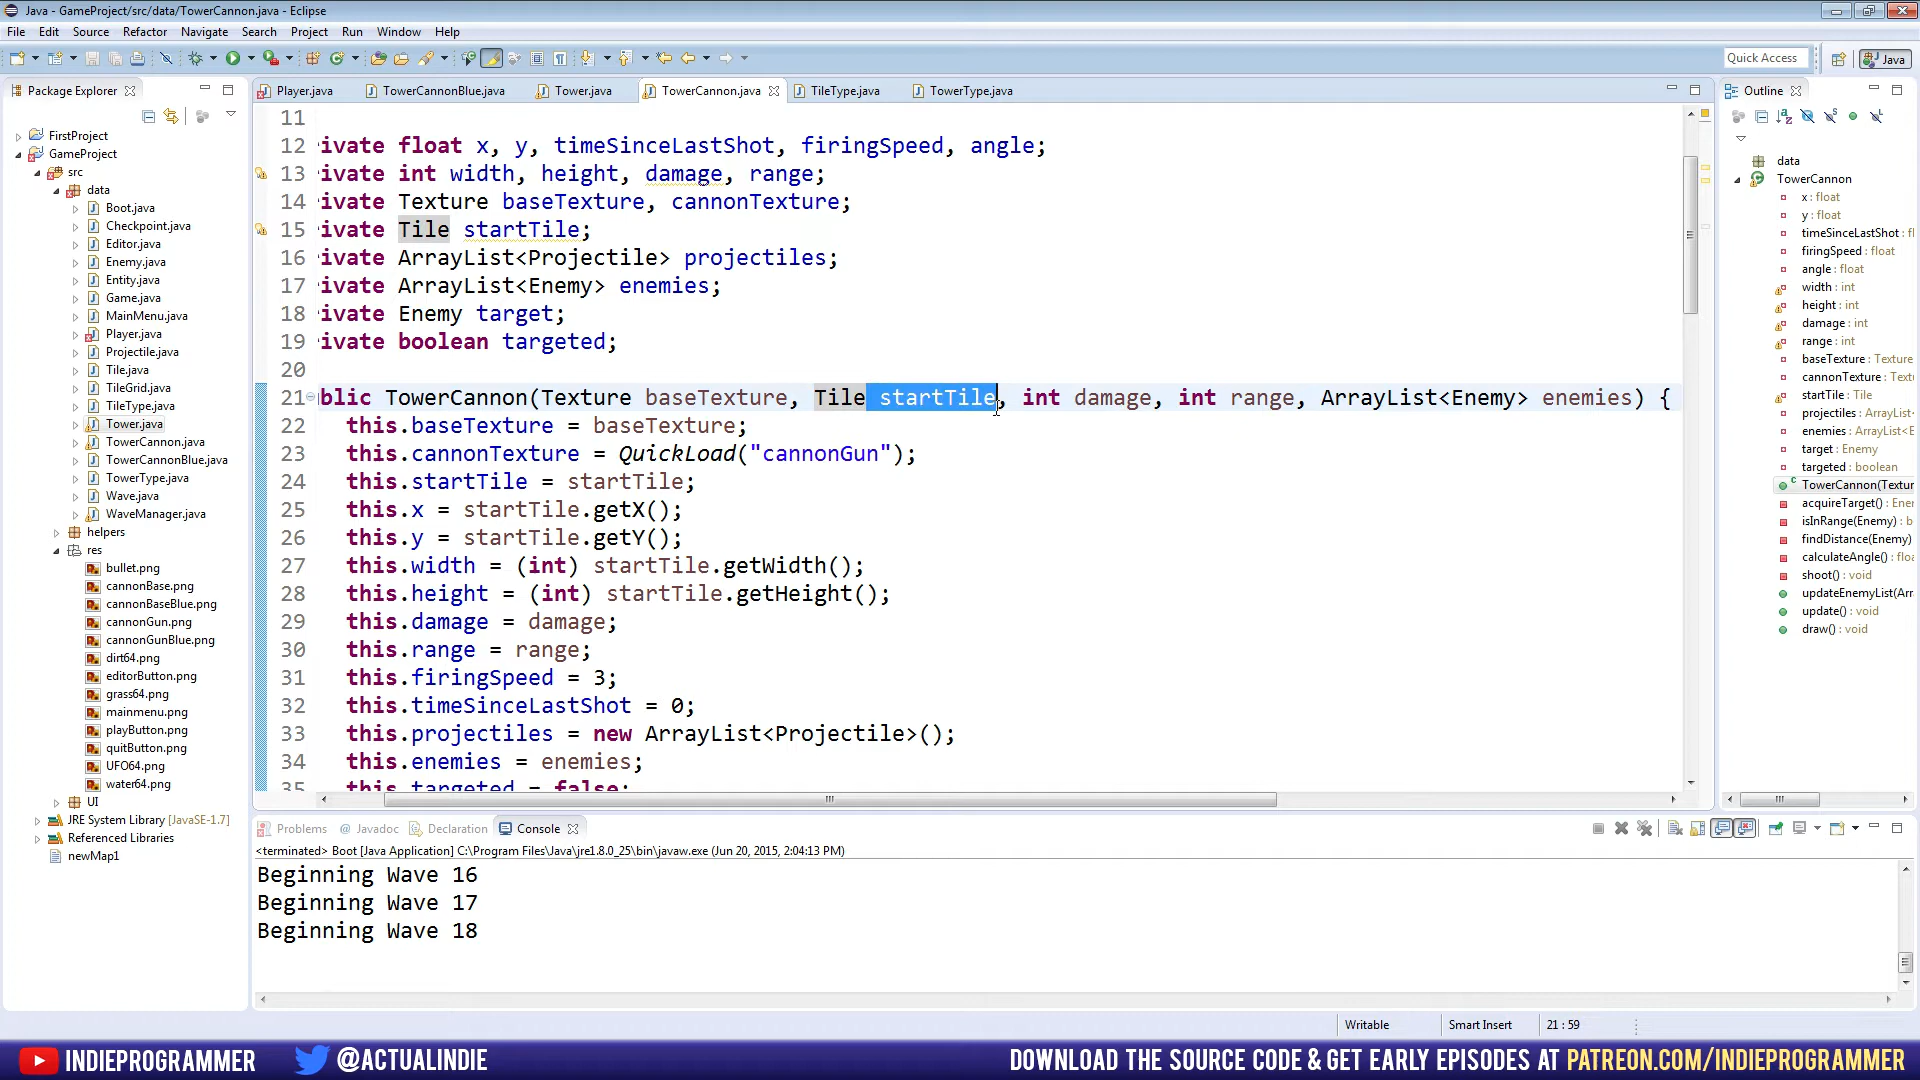 Java - GameProject/src/data/TowerCannon.java - Eclipse
File Edit Source Refactor Navigate Search Project Run Window Help
Quick Access
Java
Package Explorer
FirstProject
GameProject
src
data
Boot.java
Checkpoint.java
Editor.java
Enemy.java
Entity.java
Game.java
MainMenu.java
Player.java
Projectile.java
Tile.java
TileGrid.java
TileType.java
Tower.java
TowerCannon.java
TowerCannonBlue.java
TowerType.java
Wave.java
WaveManager.java
helpers
res
bullet.png
cannonBase.png
cannonBaseBlue.png
cannonGun.png
cannonGunBlue.png
dirt64.png
editorButton.png
grass64.png
mainmenu.png
playButton.png
quitButton.png
UFO64.png
water64.png
UI
JRE System Library [JavaSE-1.7]
Referenced Libraries
newMap1
Player.java TowerCannonBlue.java Tower.java TowerCannon.java TileType.java TowerType.java
11
12 ivate float x, y, timeSinceLastShot, firingSpeed, angle;
13 ivate int width, height, damage, range;
14 ivate Texture baseTexture, cannonTexture;
15 ivate Tile startTile;
16 ivate ArrayList<Projectile> projectiles;
17 ivate ArrayList<Enemy> enemies;
18 ivate Enemy target;
19 ivate boolean targeted;
20
21 blic TowerCannon(Texture baseTexture, Tile startTile, int damage, int range, ArrayList<Enemy> enemies) {
22 this.baseTexture = baseTexture;
23 this.cannonTexture = QuickLoad("cannonGun");
24 this.startTile = startTile;
25 this.x = startTile.getX();
26 this.y = startTile.getY();
27 this.width = (int) startTile.getWidth();
28 this.height = (int) startTile.getHeight();
29 this.damage = damage;
30 this.range = range;
31 this.firingSpeed = 3;
32 this.timeSinceLastShot = 0;
33 this.projectiles = new ArrayList<Projectile>();
34 this.enemies = enemies;
35 this.targeted = false;
Outline
data
TowerCannon
x : float
y : float
timeSinceLastShot : fl
firingSpeed : float
angle : float
width : int
height : int
damage : int
range : int
baseTexture : Texture
cannonTexture : Text
startTile : Tile
projectiles : ArrayList<
enemies : ArrayList<E
target : Enemy
targeted : boolean
TowerCannon(Textur
acquireTarget() : Ene
isInRange(Enemy) : b
findDistance(Enemy)
calculateAngle() : floa
shoot() : void
updateEnemyList(Arr
update() : void
draw() : void
Problems @ Javadoc Declaration Console
<terminated> Boot [Java Application] C:\Program Files\Java\jre1.8.0_25\bin\javaw.exe (Jun 20, 2015, 2:04:13 PM)
Beginning Wave 16
Beginning Wave 17
Beginning Wave 18
Writable Smart Insert 21 : 59
INDIEPROGRAMMER @ACTUALINDIE DOWNLOAD THE SOURCE CODE & GET EARLY EPISODES AT PATREON.COM/INDIEPROGRAMMER